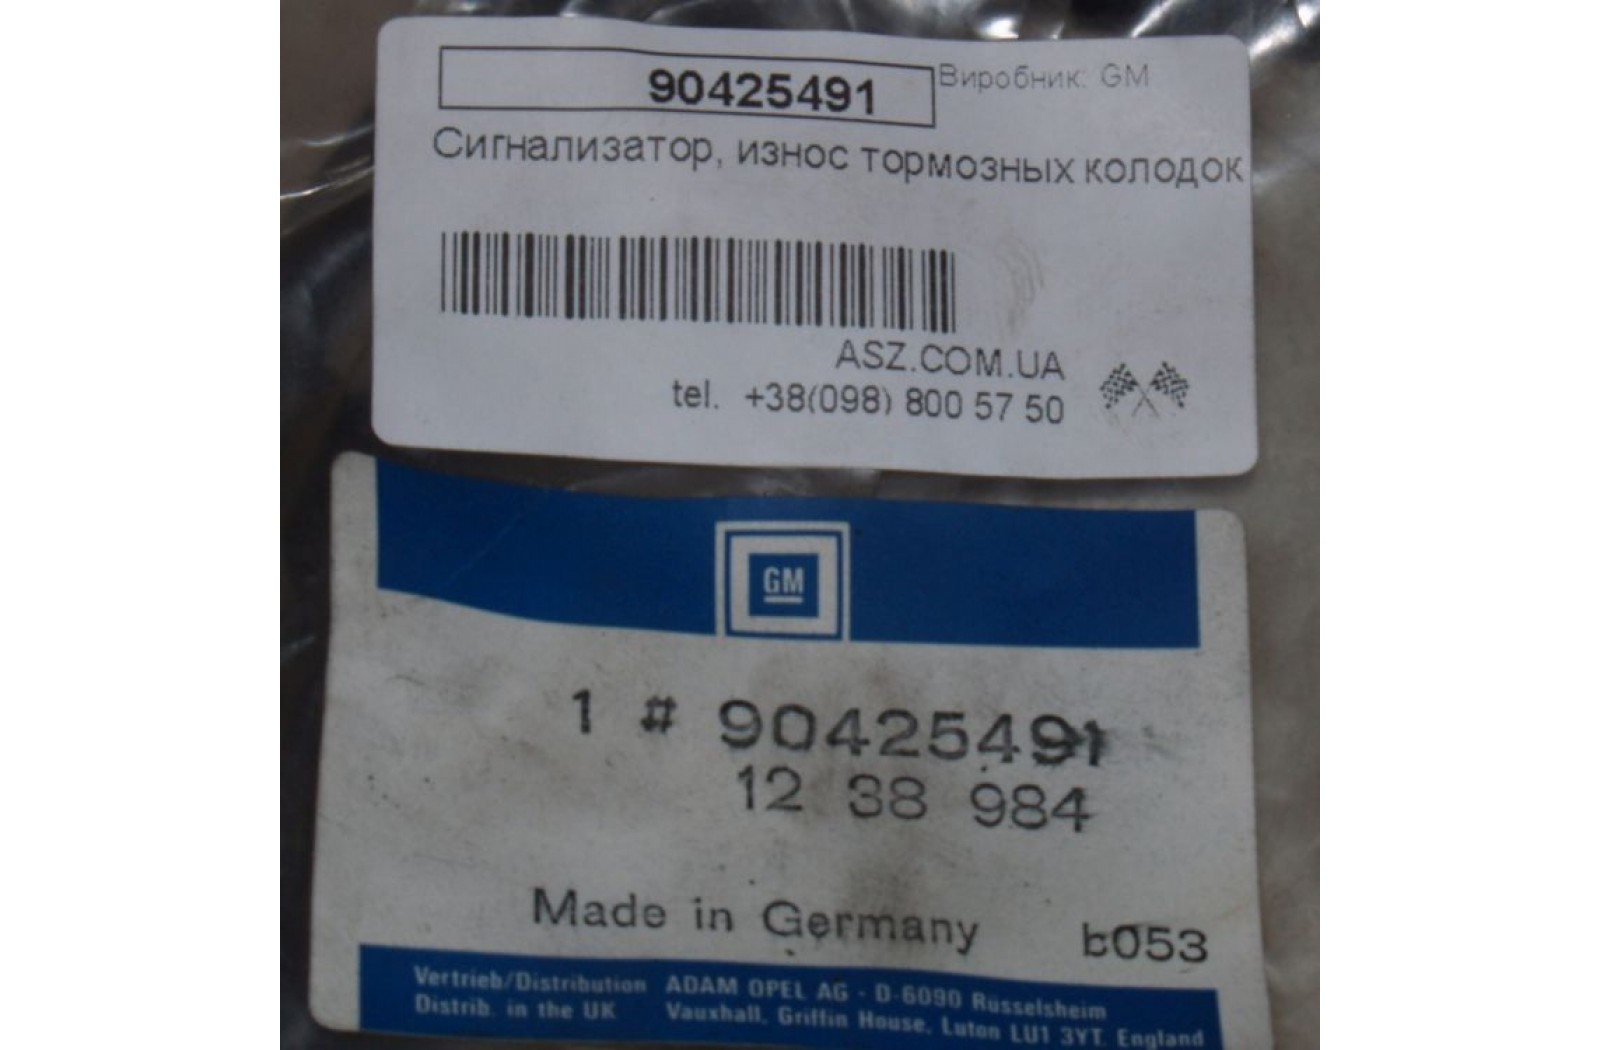 90425491
Виробник: GM
Сигнализатор, износ тормозных колодок
ASZ.COM.UA
tel. +38(098) 800 57 50
GM
1 # 90425491
12 38 984
Made in Germany b053
Vertrieb/Distribution ADAM OPEL AG - D-6090 Rüsselsheim
Distrib. in the UK Vauxhall, Griffin House, Luton LU1 3YT. England